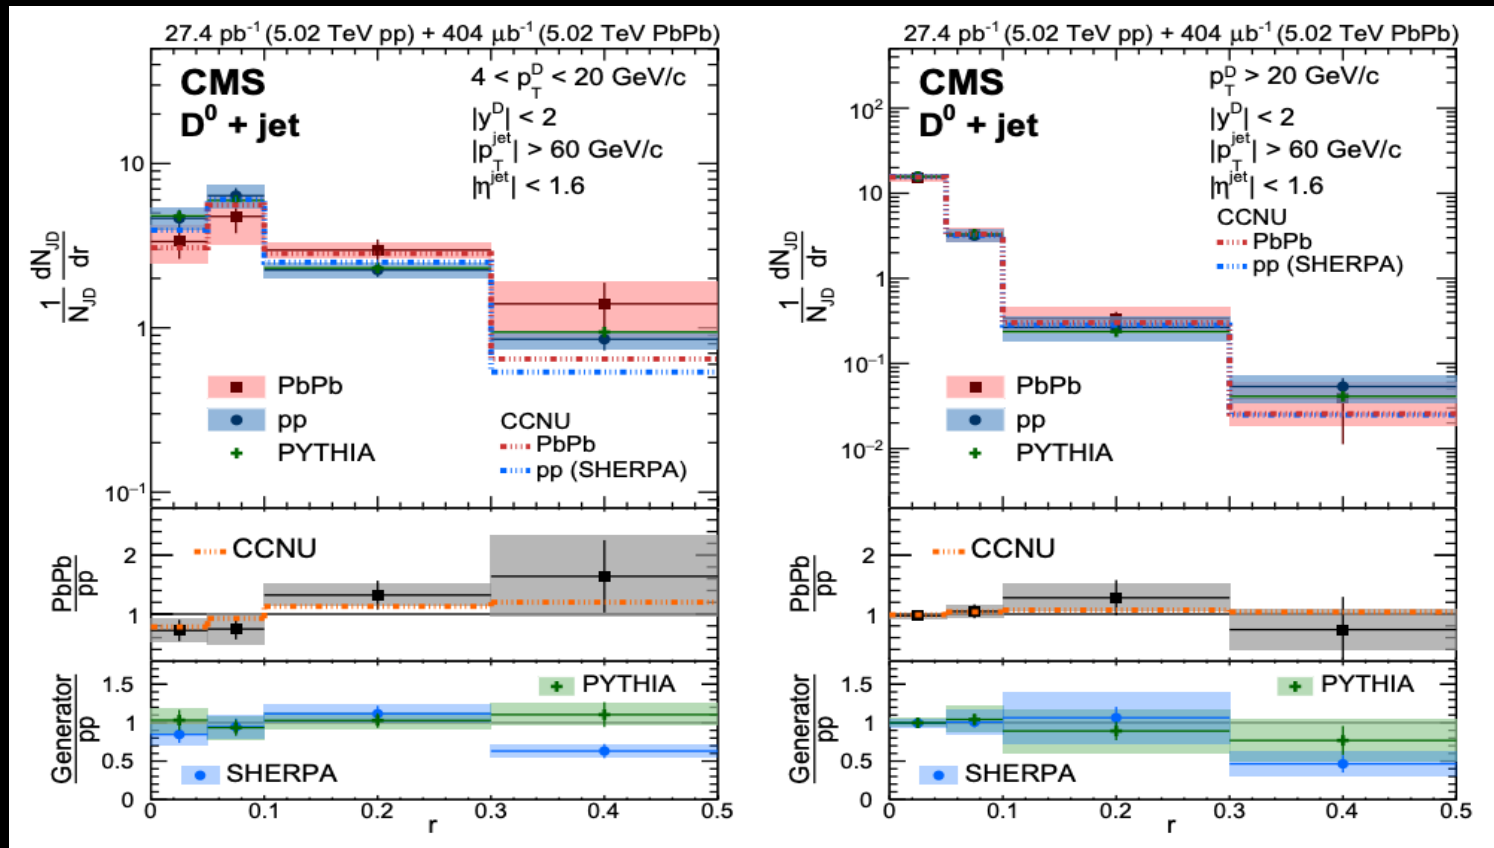 27.4 pb⁻¹ (5.02 TeV pp) + 404 μb⁻¹ (5.02 TeV PbPb)
CMS
D⁰ + jet
4 < p_T^D < 20 GeV/c
|y^D| < 2
|p_T^jet| > 60 GeV/c
|η^jet| < 1.6
1/N_JD dN_JD/dr
10
1
10⁻¹
PbPb
pp
PYTHIA
CCNU
PbPb
pp (SHERPA)
PbPb/pp
2
1
CCNU
Generator/pp
1.5
1
0.5
0
PYTHIA
SHERPA
0 0.1 0.2 0.3 0.4 0.5
r
27.4 pb⁻¹ (5.02 TeV pp) + 404 μb⁻¹ (5.02 TeV PbPb)
CMS
D⁰ + jet
p_T^D > 20 GeV/c
|y^D| < 2
|p_T^jet| > 60 GeV/c
|η^jet| < 1.6
CCNU
PbPb
pp (SHERPA)
1/N_JD dN_JD/dr
10²
10
1
10⁻¹
10⁻²
PbPb
pp
PYTHIA
PbPb/pp
2
1
CCNU
Generator/pp
1.5
1
0.5
0
PYTHIA
SHERPA
0 0.1 0.2 0.3 0.4 0.5
r